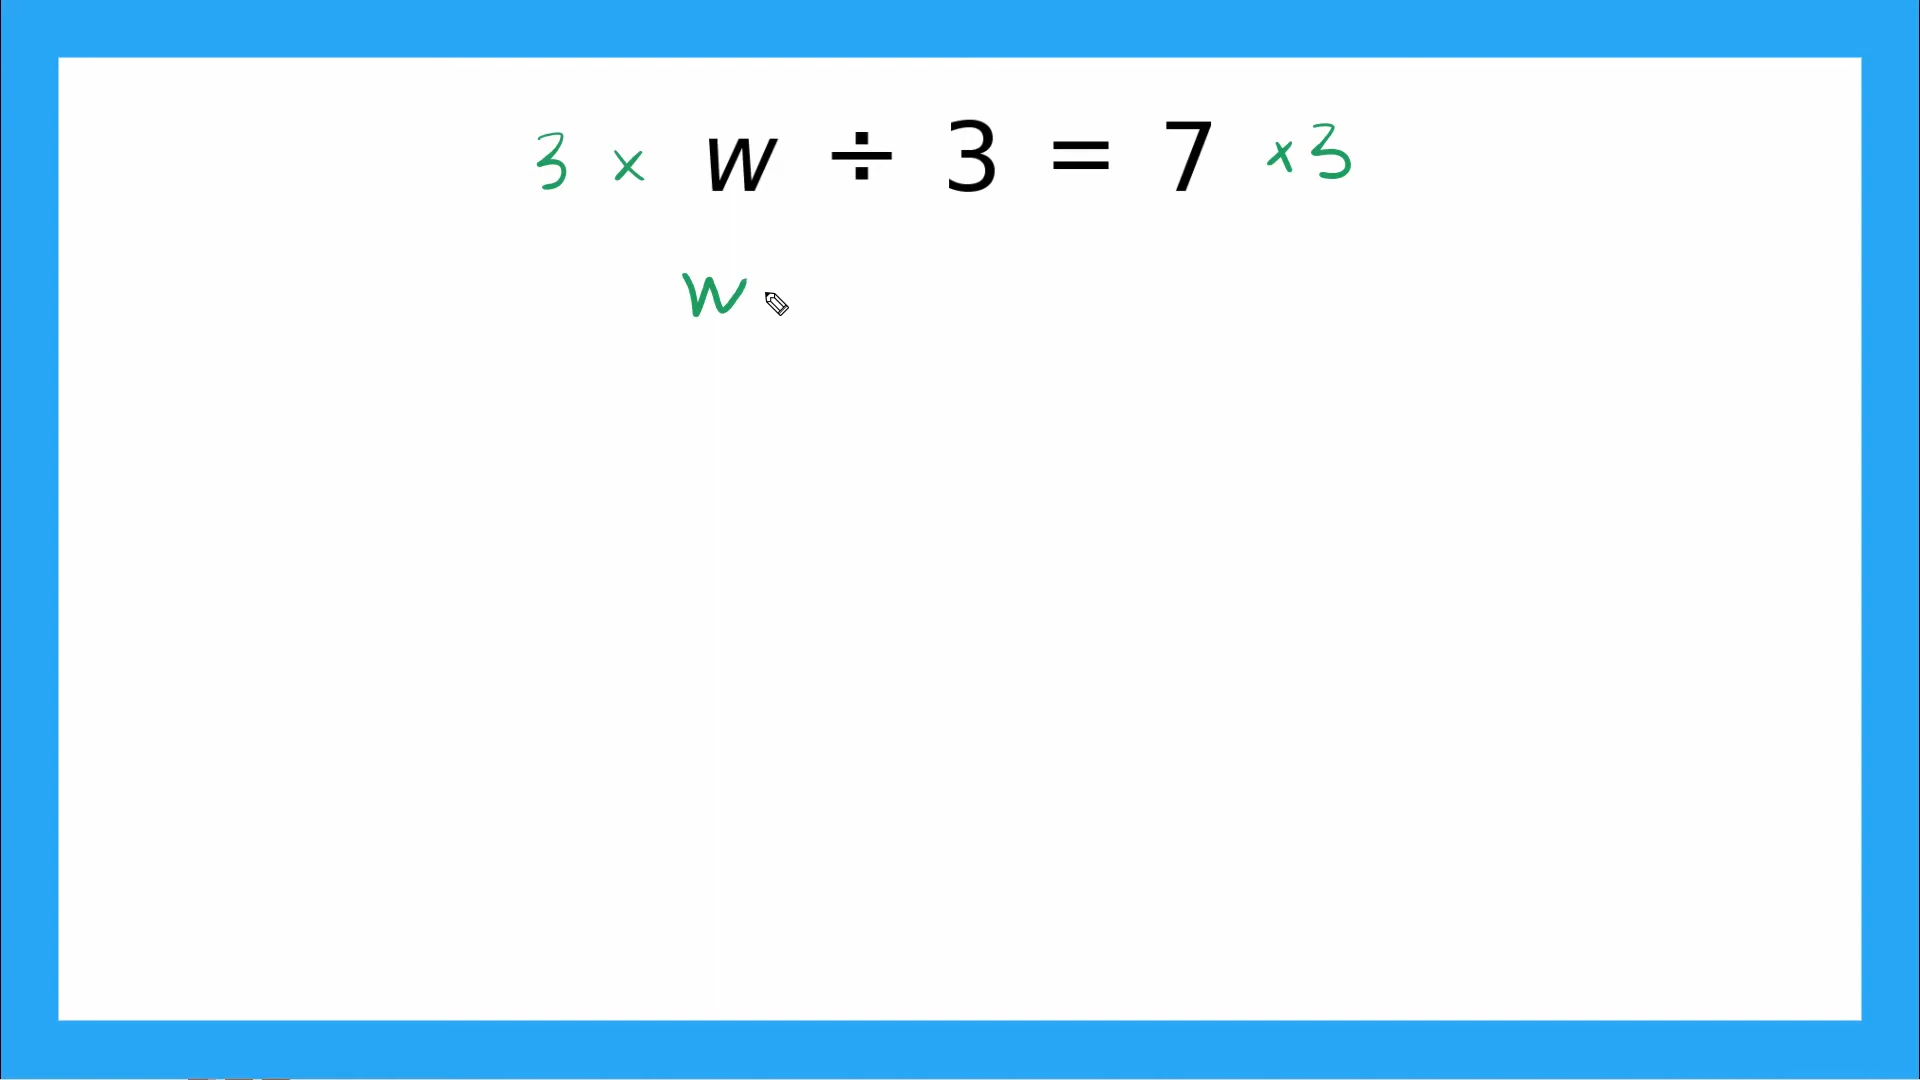 3 × w ÷ 3 = 7 ×3
w